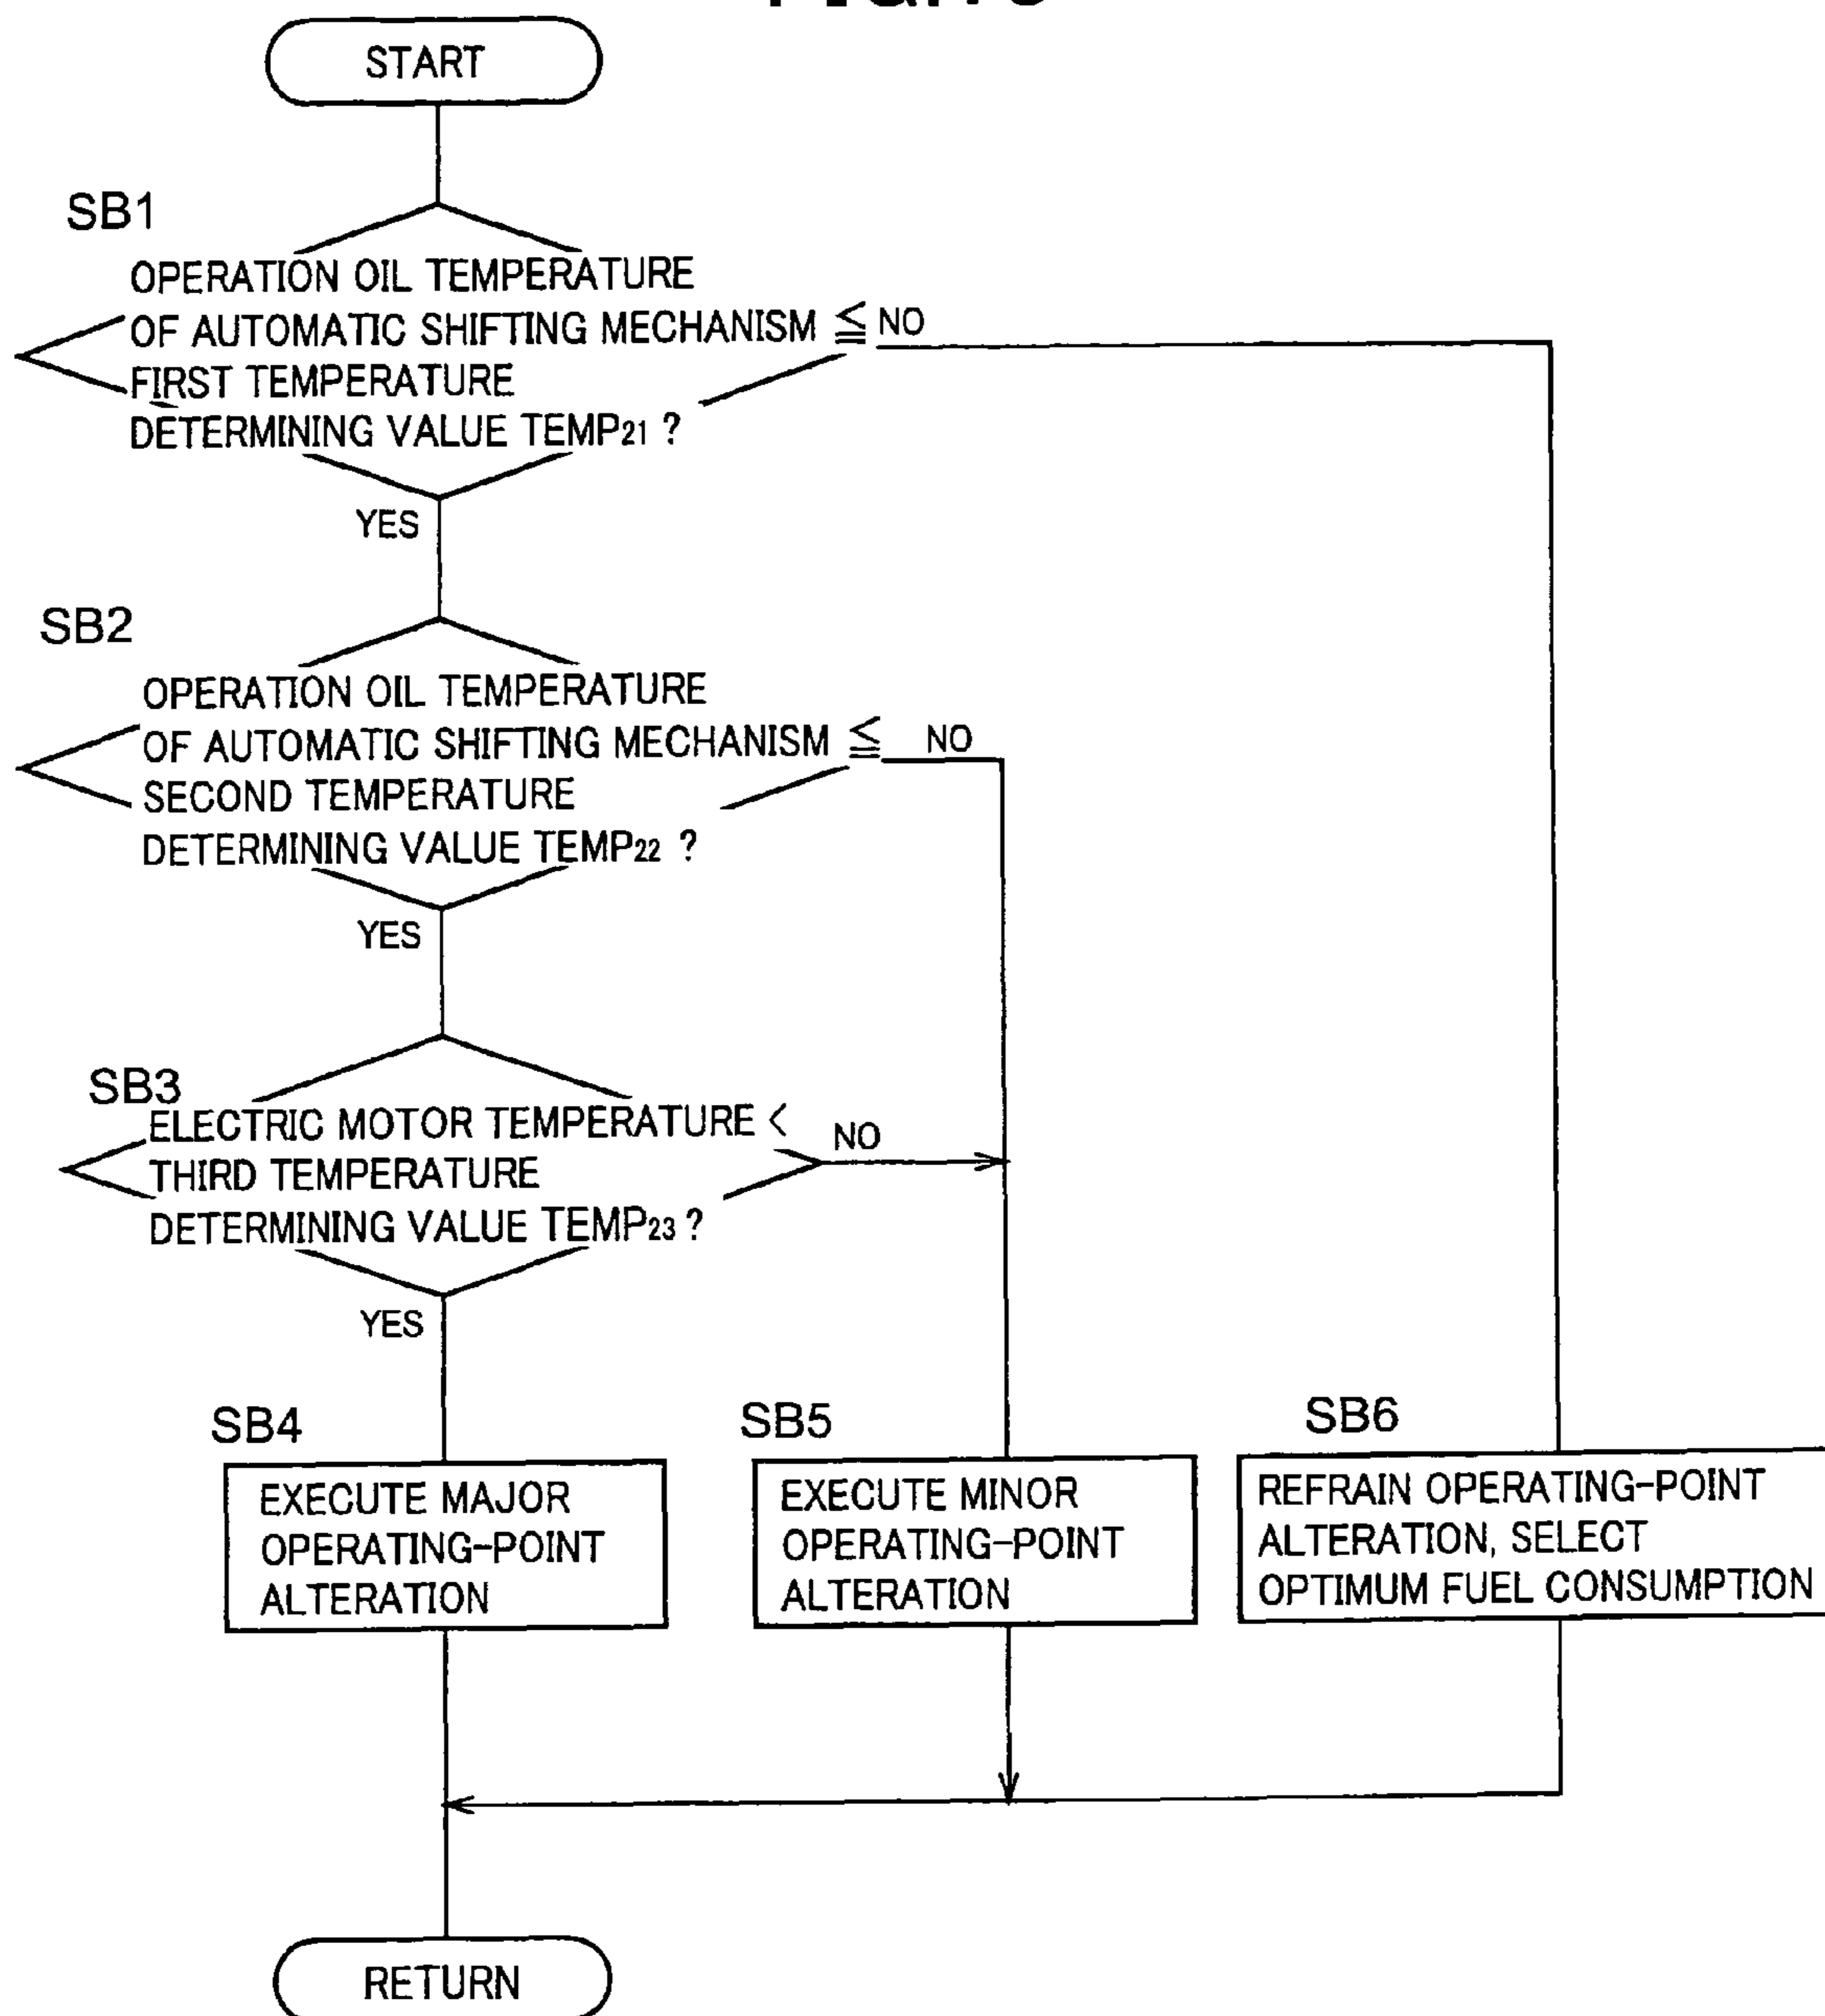 START
SB1
OPERATION OIL TEMPERATURE
OF AUTOMATIC SHIFTING MECHANISM ≦
FIRST TEMPERATURE
DETERMINING VALUE TEMP21 ?
NO
YES
SB2
OPERATION OIL TEMPERATURE
OF AUTOMATIC SHIFTING MECHANISM ≦
SECOND TEMPERATURE
DETERMINING VALUE TEMP22 ?
NO
YES
SB3
ELECTRIC MOTOR TEMPERATURE <
THIRD TEMPERATURE
DETERMINING VALUE TEMP23 ?
NO
YES
SB4
EXECUTE MAJOR
OPERATING-POINT
ALTERATION
SB5
EXECUTE MINOR
OPERATING-POINT
ALTERATION
SB6
REFRAIN OPERATING-POINT
ALTERATION, SELECT
OPTIMUM FUEL CONSUMPTION
RETURN